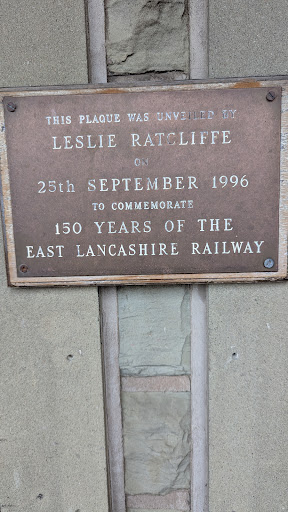 THIS PLAQUE WAS UNVEILED BY
LESLIE RATCLIFFE
ON
25th SEPTEMBER 1996
TO COMMEMORATE
150 YEARS OF THE
EAST LANCASHIRE RAILWAY